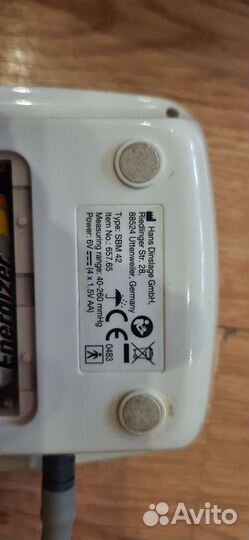 Hans Dinslage GmbH,
Riedlinger Str. 28,
88524 Uttenweiler, Germany
Type: SBM 42
Item No.: 657.65
Measuring range: 40-260 mmHg
Power: 6V (4 x 1.5V AA)
CE
0483
Energizer
Avito